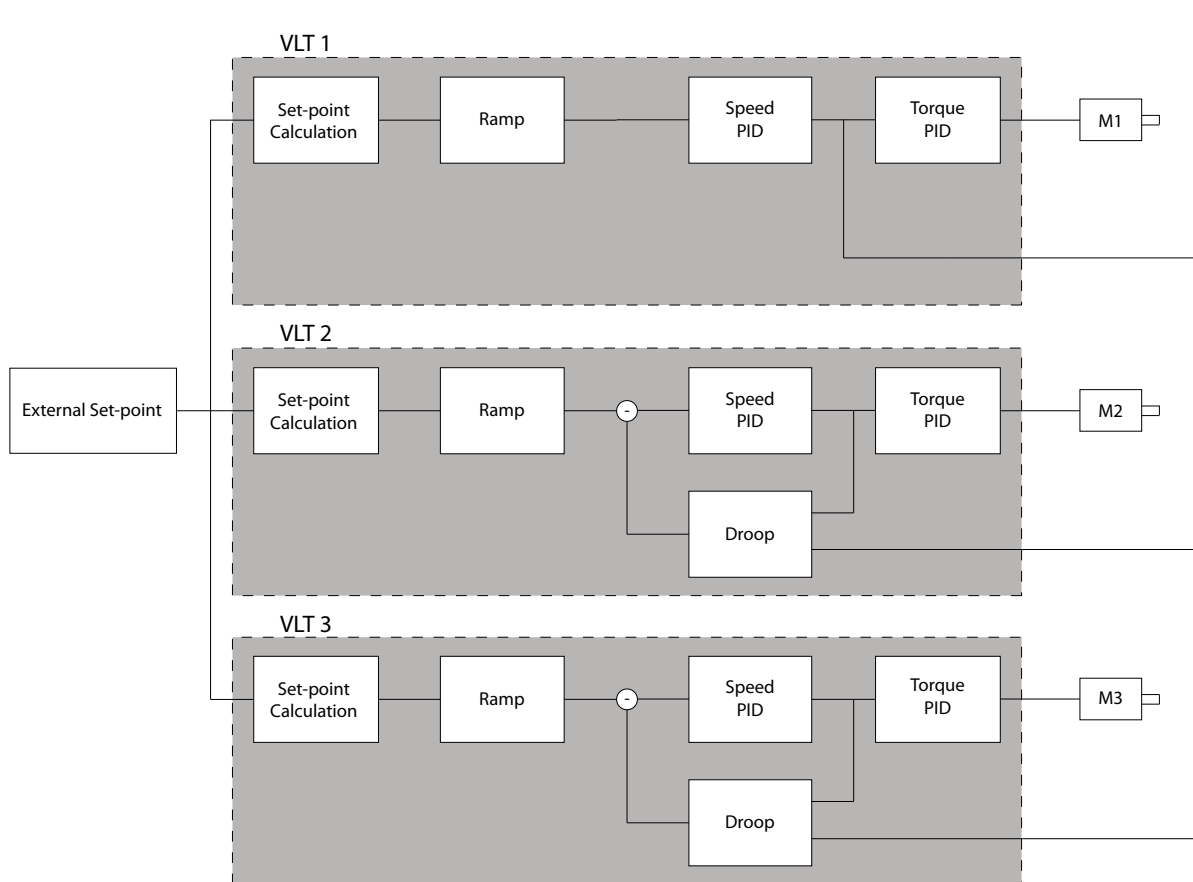 VLT 1
Set-point
Calculation
Ramp
Speed
PID
Torque
PID
M1
External Set-point
VLT 2
Set-point
Calculation
Ramp
-
Speed
PID
Torque
PID
M2
Droop
VLT 3
Set-point
Calculation
Ramp
-
Speed
PID
Torque
PID
M3
Droop